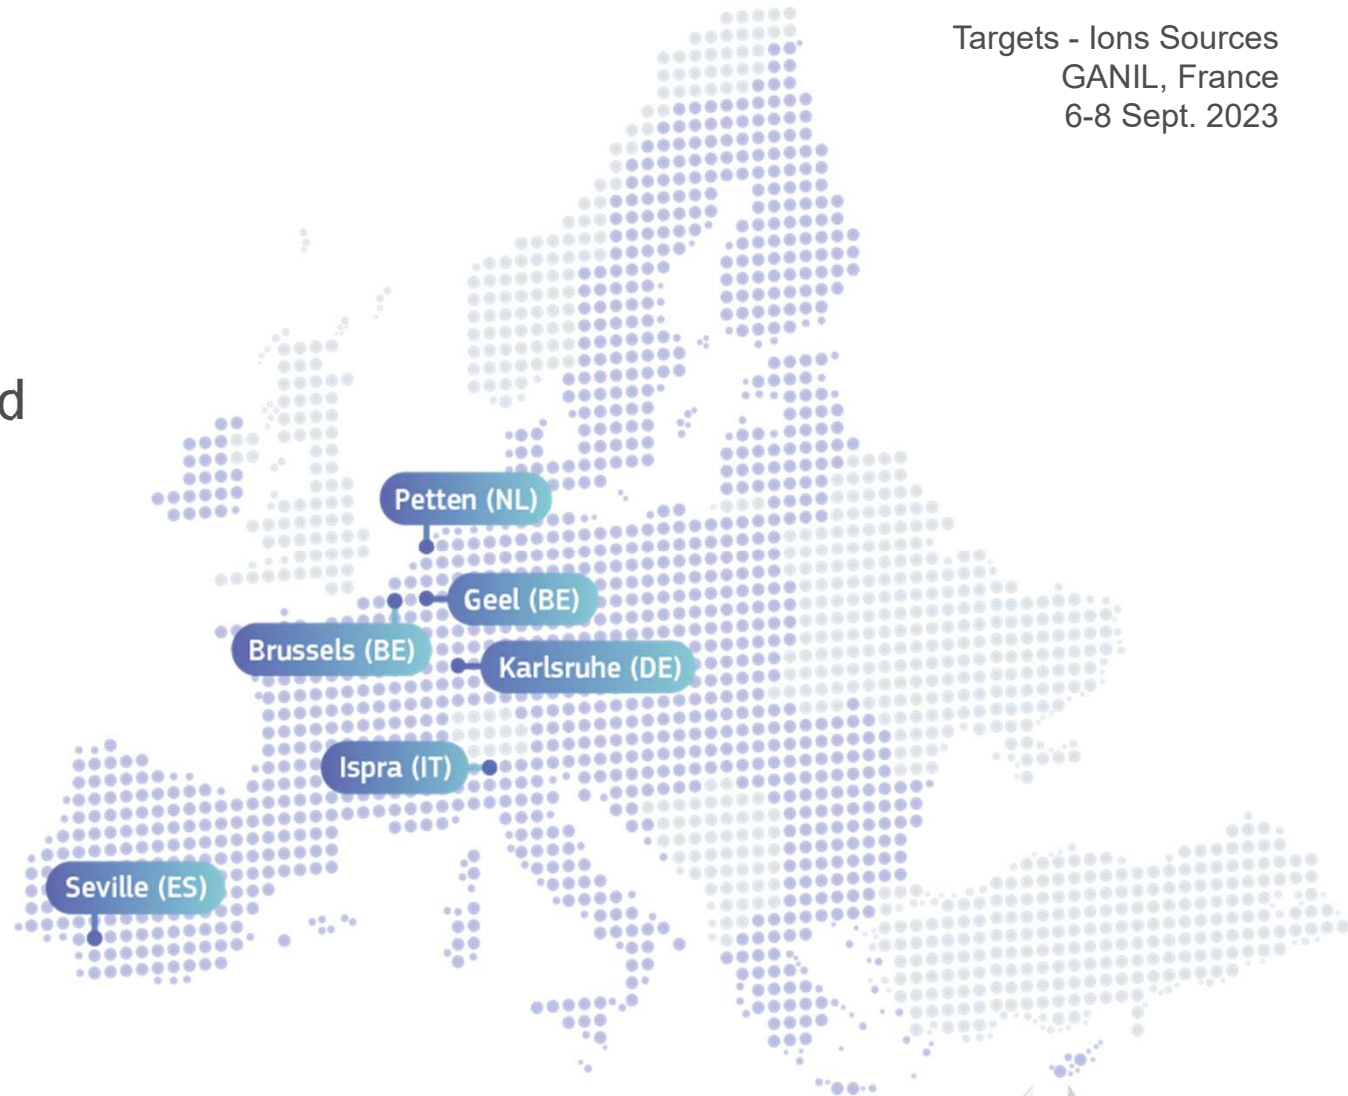 Targets - Ions Sources
GANIL, France
6-8 Sept. 2023
d
Petten (NL)
Geel (BE)
Brussels (BE)
Karlsruhe (DE)
Ispra (IT)
Seville (ES)